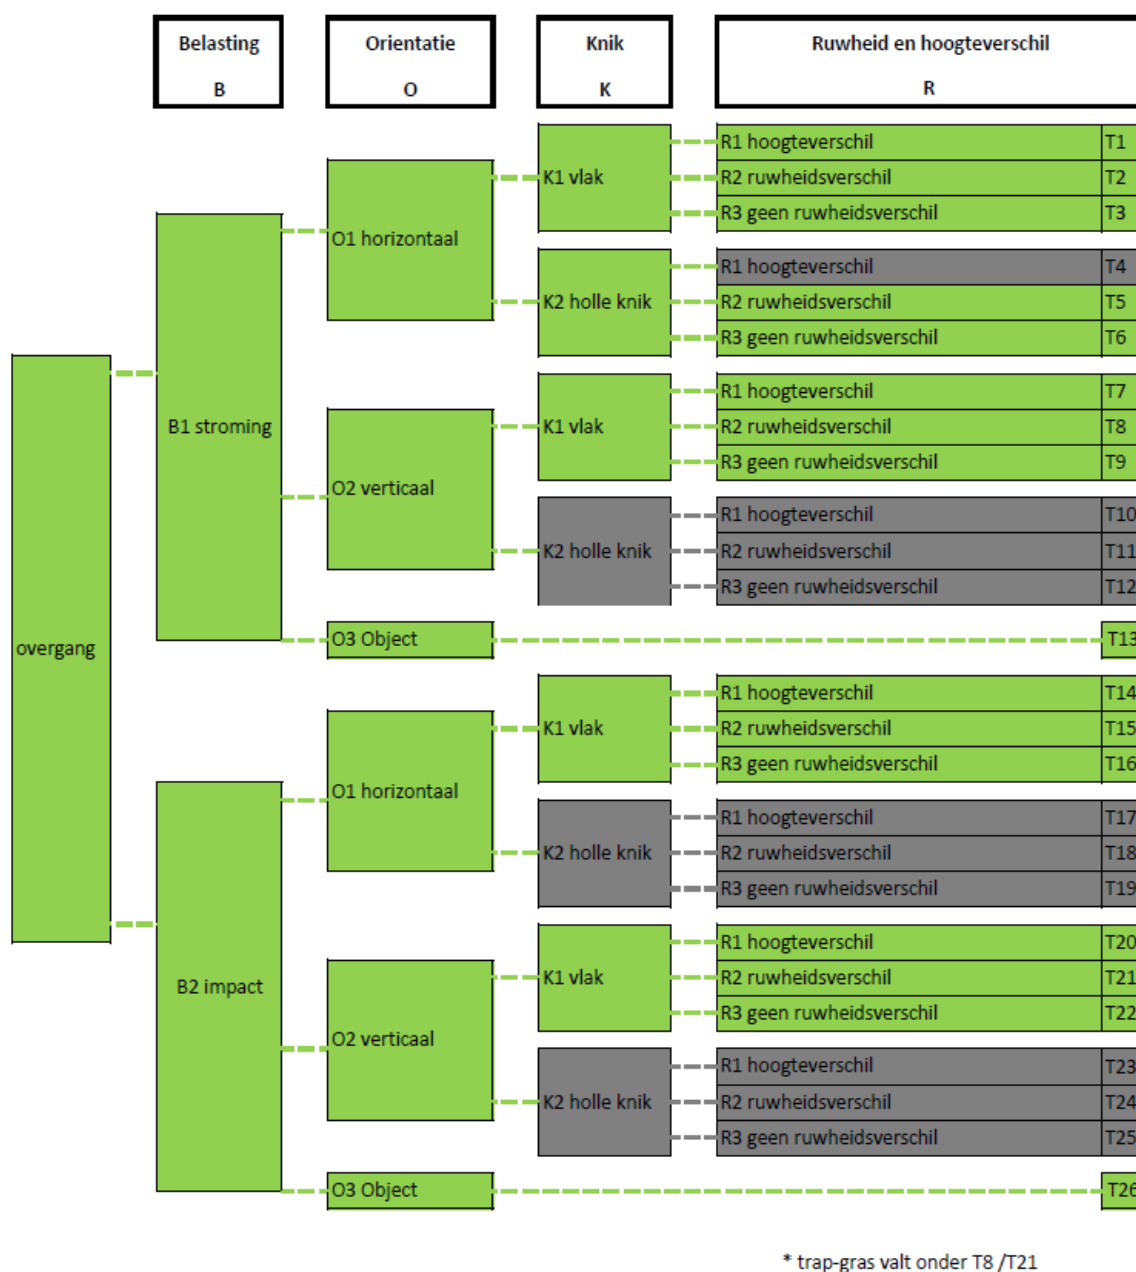 Belasting
B
Orientatie
O
Knik
K
Ruwheid en hoogteverschil
R
overgang
B1 stroming
O1 horizontaal
K1 vlak
R1 hoogteverschil T1
R2 ruwheidsverschil T2
R3 geen ruwheidsverschil T3
K2 holle knik
R1 hoogteverschil T4
R2 ruwheidsverschil T5
R3 geen ruwheidsverschil T6
O2 verticaal
K1 vlak
R1 hoogteverschil T7
R2 ruwheidsverschil T8
R3 geen ruwheidsverschil T9
K2 holle knik
R1 hoogteverschil T10
R2 ruwheidsverschil T11
R3 geen ruwheidsverschil T12
O3 Object T13
B2 impact
O1 horizontaal
K1 vlak
R1 hoogteverschil T14
R2 ruwheidsverschil T15
R3 geen ruwheidsverschil T16
K2 holle knik
R1 hoogteverschil T17
R2 ruwheidsverschil T18
R3 geen ruwheidsverschil T19
O2 verticaal
K1 vlak
R1 hoogteverschil T20
R2 ruwheidsverschil T21
R3 geen ruwheidsverschil T22
K2 holle knik
R1 hoogteverschil T23
R2 ruwheidsverschil T24
R3 geen ruwheidsverschil T25
O3 Object T26
* trap-gras valt onder T8 /T21